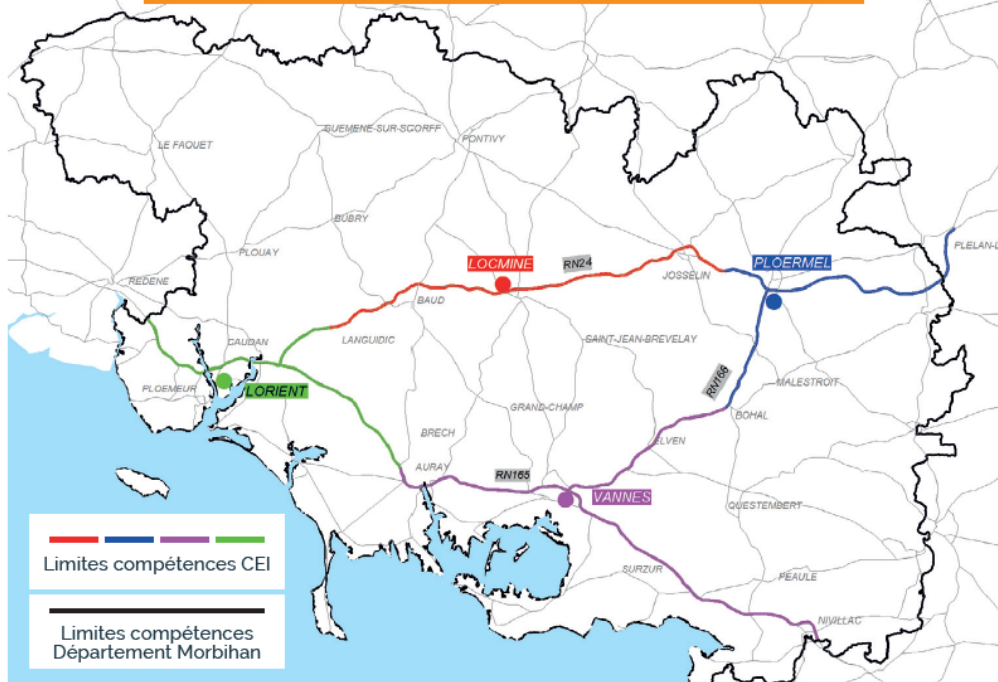 GUEMENE-SUR-SCORFF
PONTIVY
LE FAOUET
BUBRY
PLOUAY
PLELAN-L
LOCMINE
RN24
PLOERMEL
JOSSELIN
REDENE
BAUD
LANGUIDIC
SAINT-JEAN-BREVELAY
CAUDAN
PLOEMEUR
LORIENT
RN166
MALESTROIT
GRAND-CHAMP
BOHAL
BRECH
ELVEN
AURAY
RN165
VANNES
QUESTEMBERT
SURZUR
PEAULE
NIVILLAC
Limites compétences CEI
Limites compétences
Département Morbihan